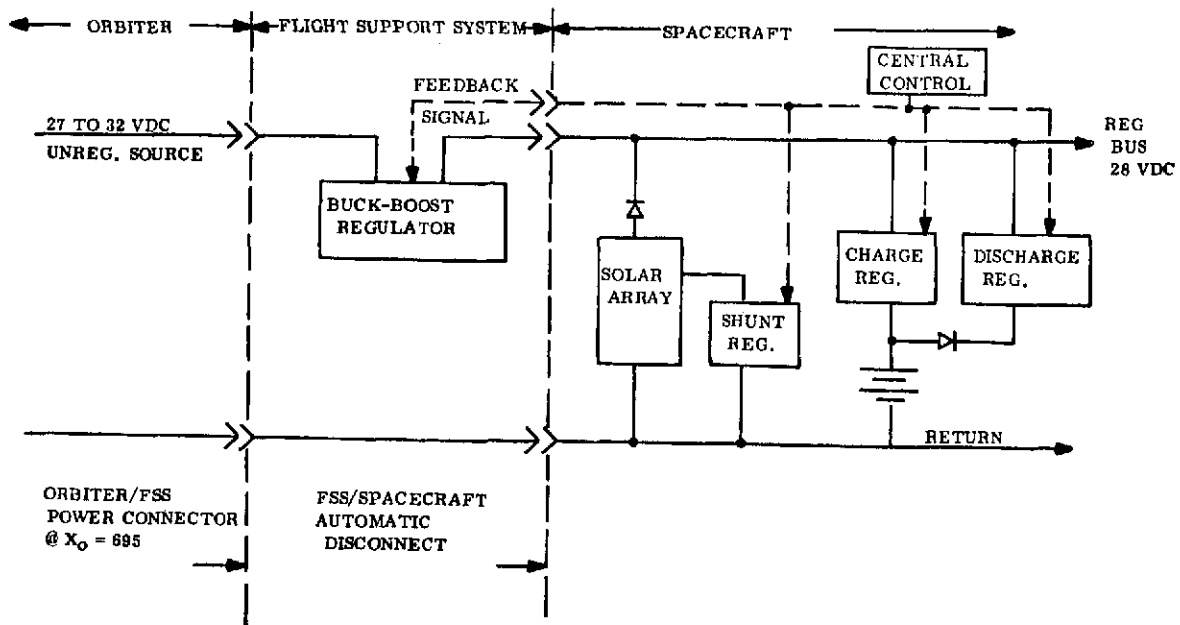 ORBITER
FLIGHT SUPPORT SYSTEM
SPACECRAFT
CENTRAL
CONTROL
FEEDBACK
SIGNAL
27 TO 32 VDC
UNREG. SOURCE
REG
BUS
28 VDC
BUCK-BOOST
REGULATOR
SOLAR
ARRAY
SHUNT
REG.
CHARGE
REG.
DISCHARGE
REG.
RETURN
ORBITER/FSS
POWER CONNECTOR
@ X₀ = 695
FSS/SPACECRAFT
AUTOMATIC
DISCONNECT